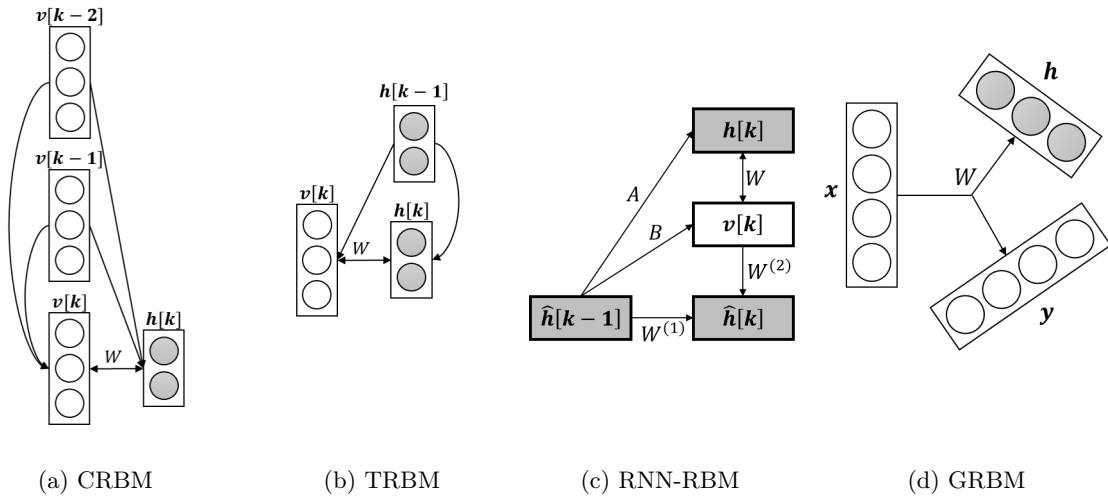 v[k−2]
v[k−1]
v[k]
h[k]
W
(a) CRBM
h[k−1]
v[k]
h[k]
W
(b) TRBM
h[k]
A
W
B
v[k]
W⁽²⁾
ĥ[k−1]
W⁽¹⁾
ĥ[k]
(c) RNN-RBM
h
x
W
y
(d) GRBM